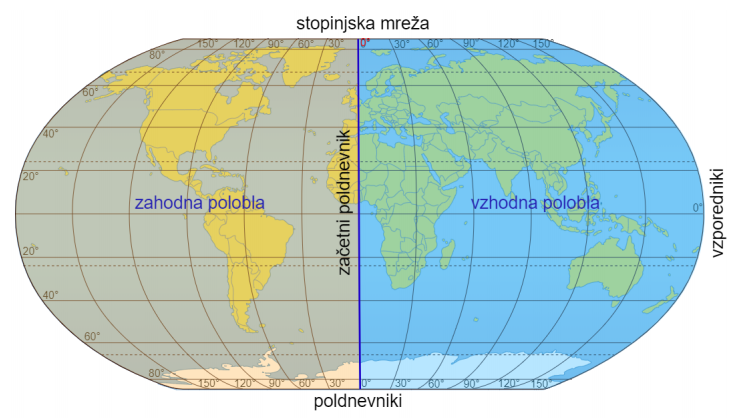 stopinjska mreža
150° 120° 90° 60° 30° 0° 30° 60° 90° 120° 150°
80°
60°
40°
20°
zahodna polobla
začetni poldnevnik
vzhodna polobla
0°
vzporedniki
20°
40°
60°
80°
150° 120° 90° 60° 30° 0° 30° 60° 90° 120° 150°
poldnevniki